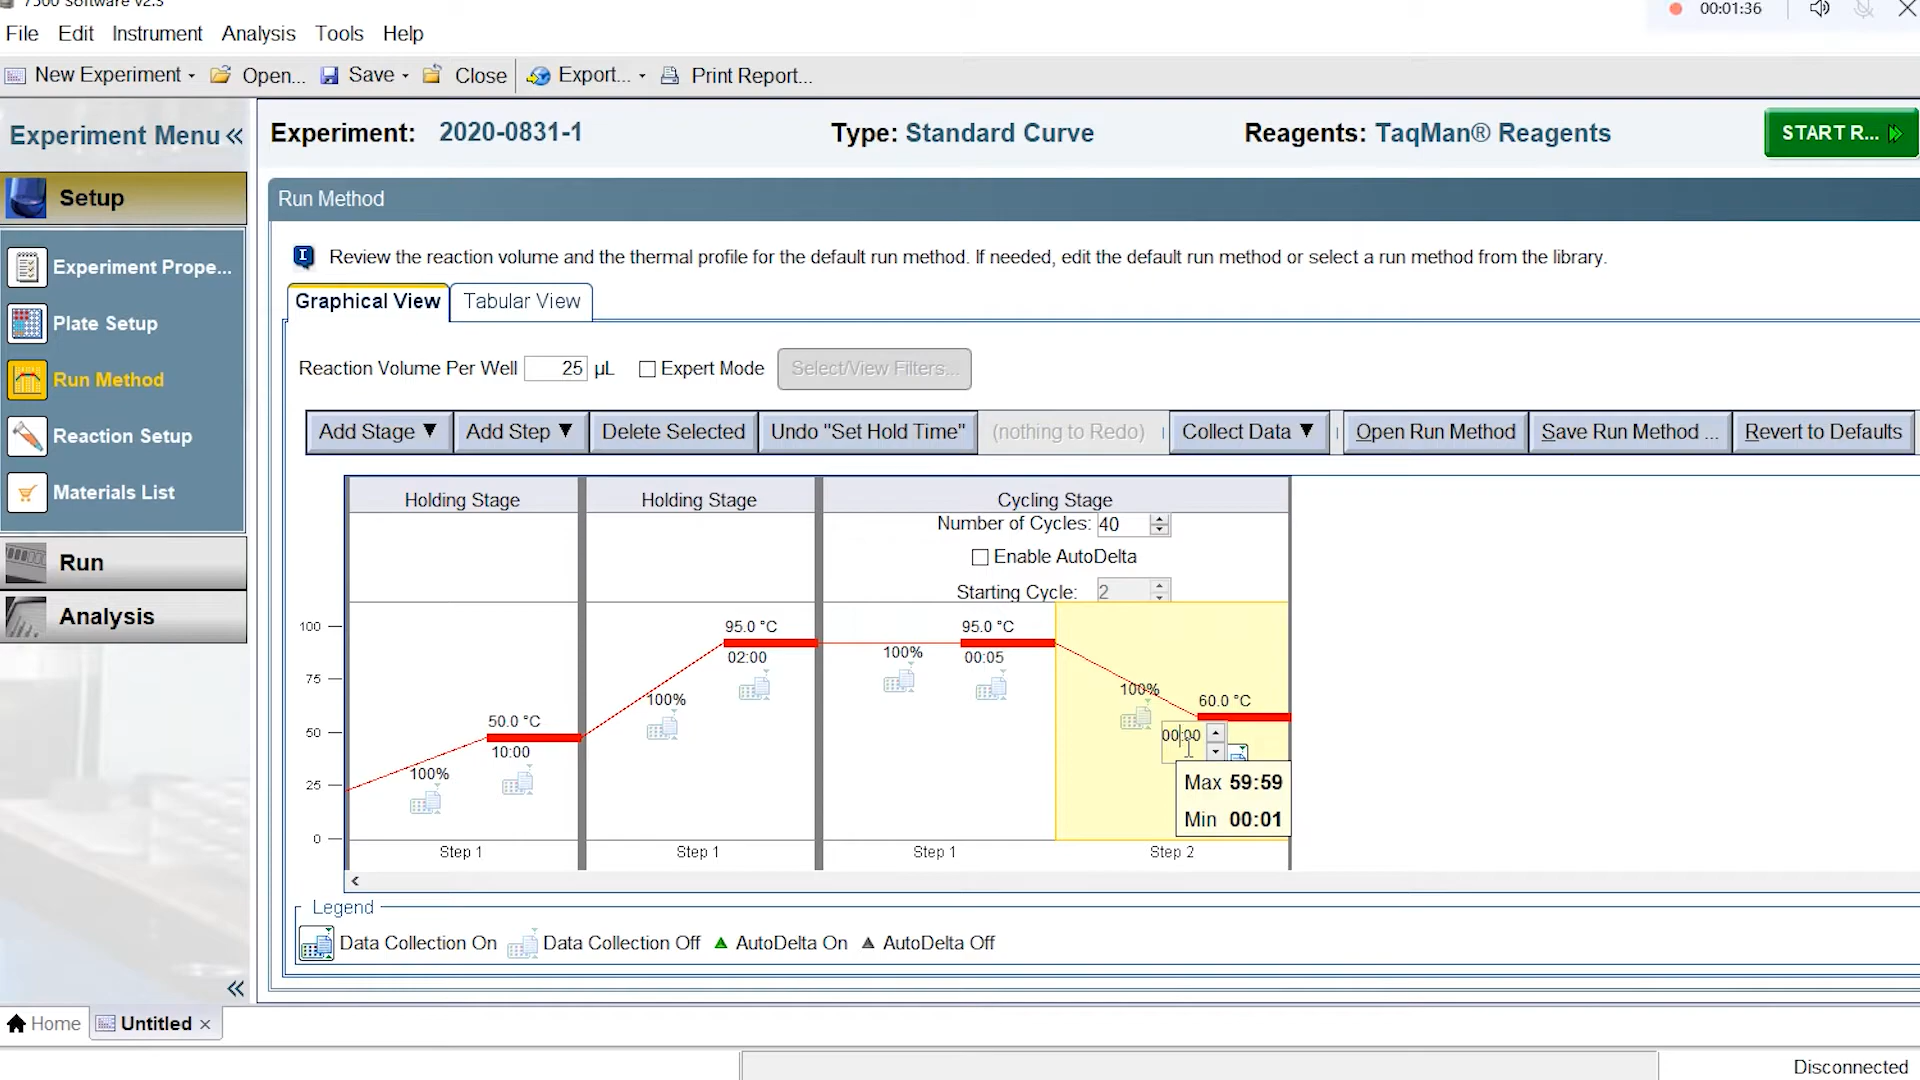 7500 Software v2.3
00:01:36
File Edit Instrument Analysis Tools Help
New Experiment Open... Save Close Export... Print Report...
Experiment Menu «
Experiment: 2020-0831-1 Type: Standard Curve Reagents: TaqMan® Reagents START R...
Setup
Run Method
Experiment Prope...
Plate Setup
Run Method
Reaction Setup
Materials List
Run
Analysis
Review the reaction volume and the thermal profile for the default run method. If needed, edit the default run method or select a run method from the library.
Graphical View Tabular View
Reaction Volume Per Well 25 µL Expert Mode Select/View Filters...
Add Stage ▼ Add Step ▼ Delete Selected Undo "Set Hold Time" (nothing to Redo) Collect Data ▼ Open Run Method Save Run Method ... Revert to Defaults
Holding Stage Holding Stage Cycling Stage
Number of Cycles: 40
Enable AutoDelta
Starting Cycle: 2
100
75
50
25
0
50.0 °C
10:00
100%
95.0 °C
02:00
100%
95.0 °C
00:05
100%
60.0 °C
100%
00:00
Max 59:59
Min 00:01
Step 1 Step 1 Step 1 Step 2
Legend
Data Collection On Data Collection Off AutoDelta On AutoDelta Off
Home Untitled ×
Disconnected